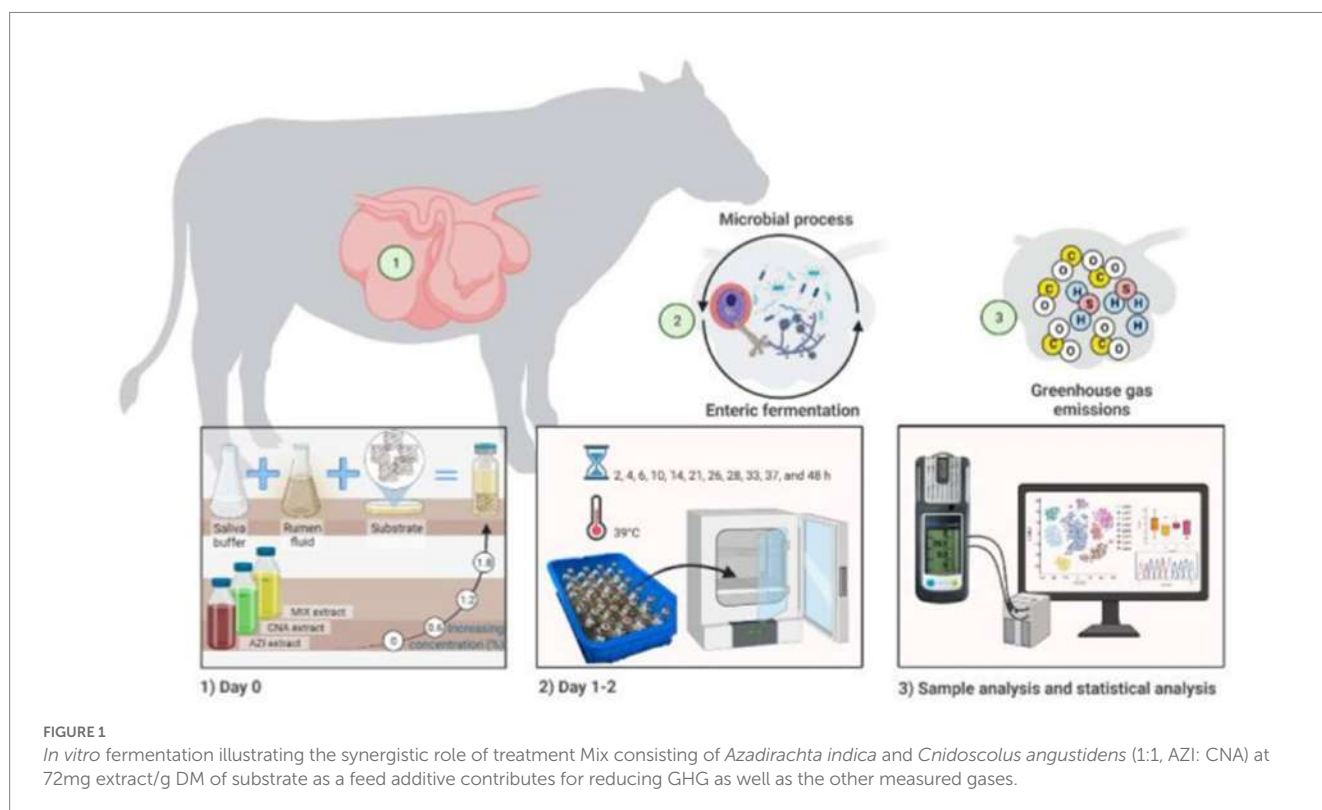 1
Microbial process
2
Enteric fermentation
C
O
O
O
C
C
H
S
O
H
S
H
H
O
H
O
H
C
O
C
O
3
Greenhouse gas
emissions
Saliva
buffer
Rumen
fluid
Substrate
MIX extract
CNA extract
AZI extract
0
0.6
1.2
1.8
Increasing
concentration (%)
1) Day 0
2, 4, 6, 10, 14, 21, 26, 28, 33, 37, and 48 h
39°C
2) Day 1-2
3) Sample analysis and statistical analysis
FIGURE 1
In vitro fermentation illustrating the synergistic role of treatment Mix consisting of Azadirachta indica and Cnidoscolus angustidens (1:1, AZI: CNA) at
72mg extract/g DM of substrate as a feed additive contributes for reducing GHG as well as the other measured gases.